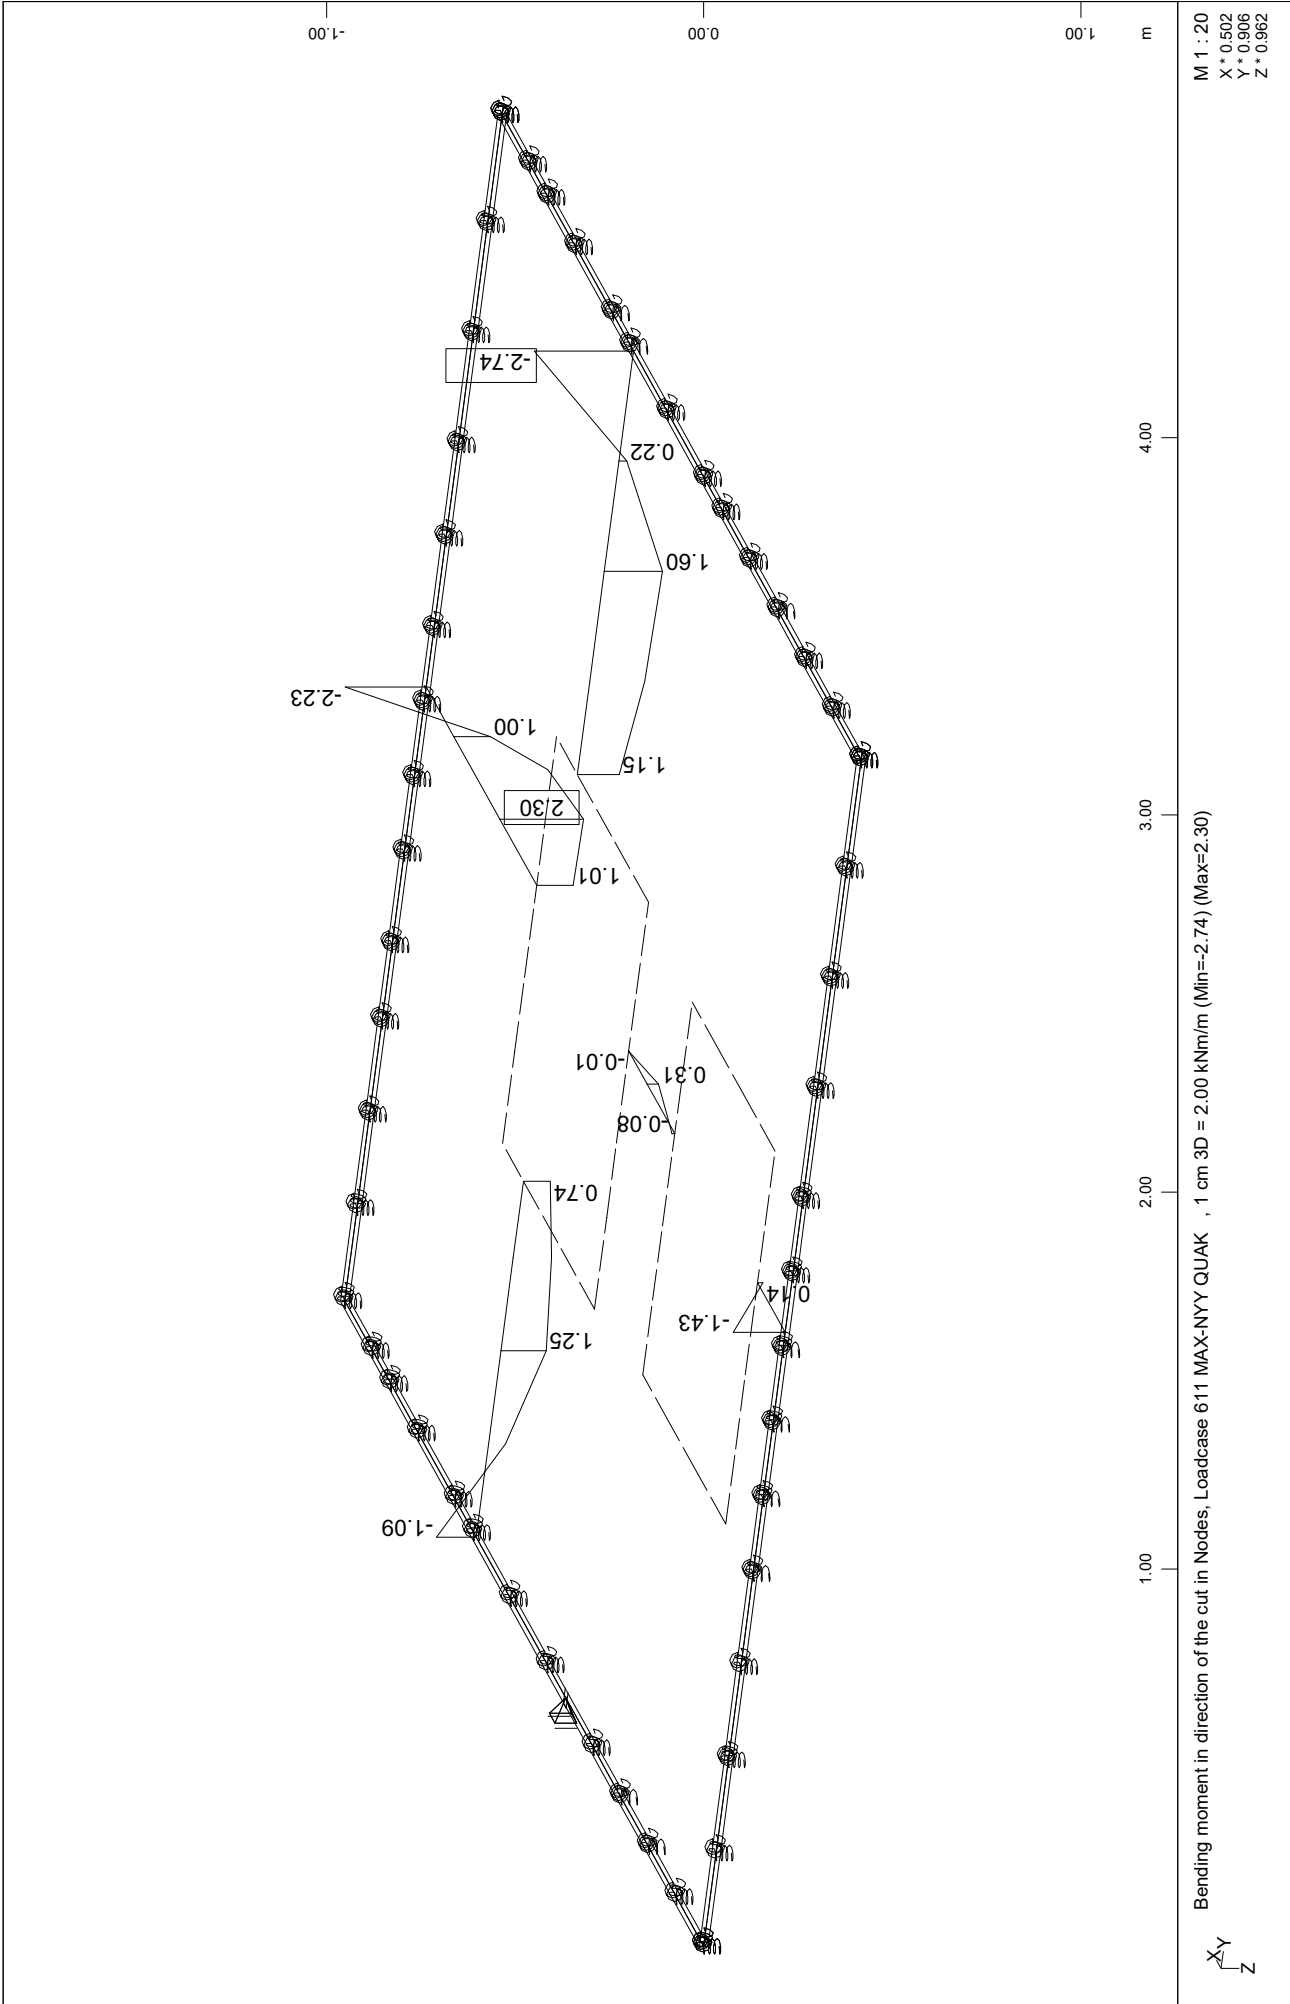 -1.00
0.00
1.00
m
M 1 : 20
X * 0.502
Y * 0.906
Z * 0.962
-2.74
0.22
4.00
1.60
-2.23
1.00
1.15
2.30
3.00
1.01
-0.01
0.31
-0.08
0.74
2.00
0.14
-1.43
1.25
-1.09
1.00
Bending moment in direction of the cut in Nodes, Loadcase 611 MAX-NYY QUAK , 1 cm 3D = 2.00 kNm/m (Min=-2.74) (Max=2.30)
X
Y
Z